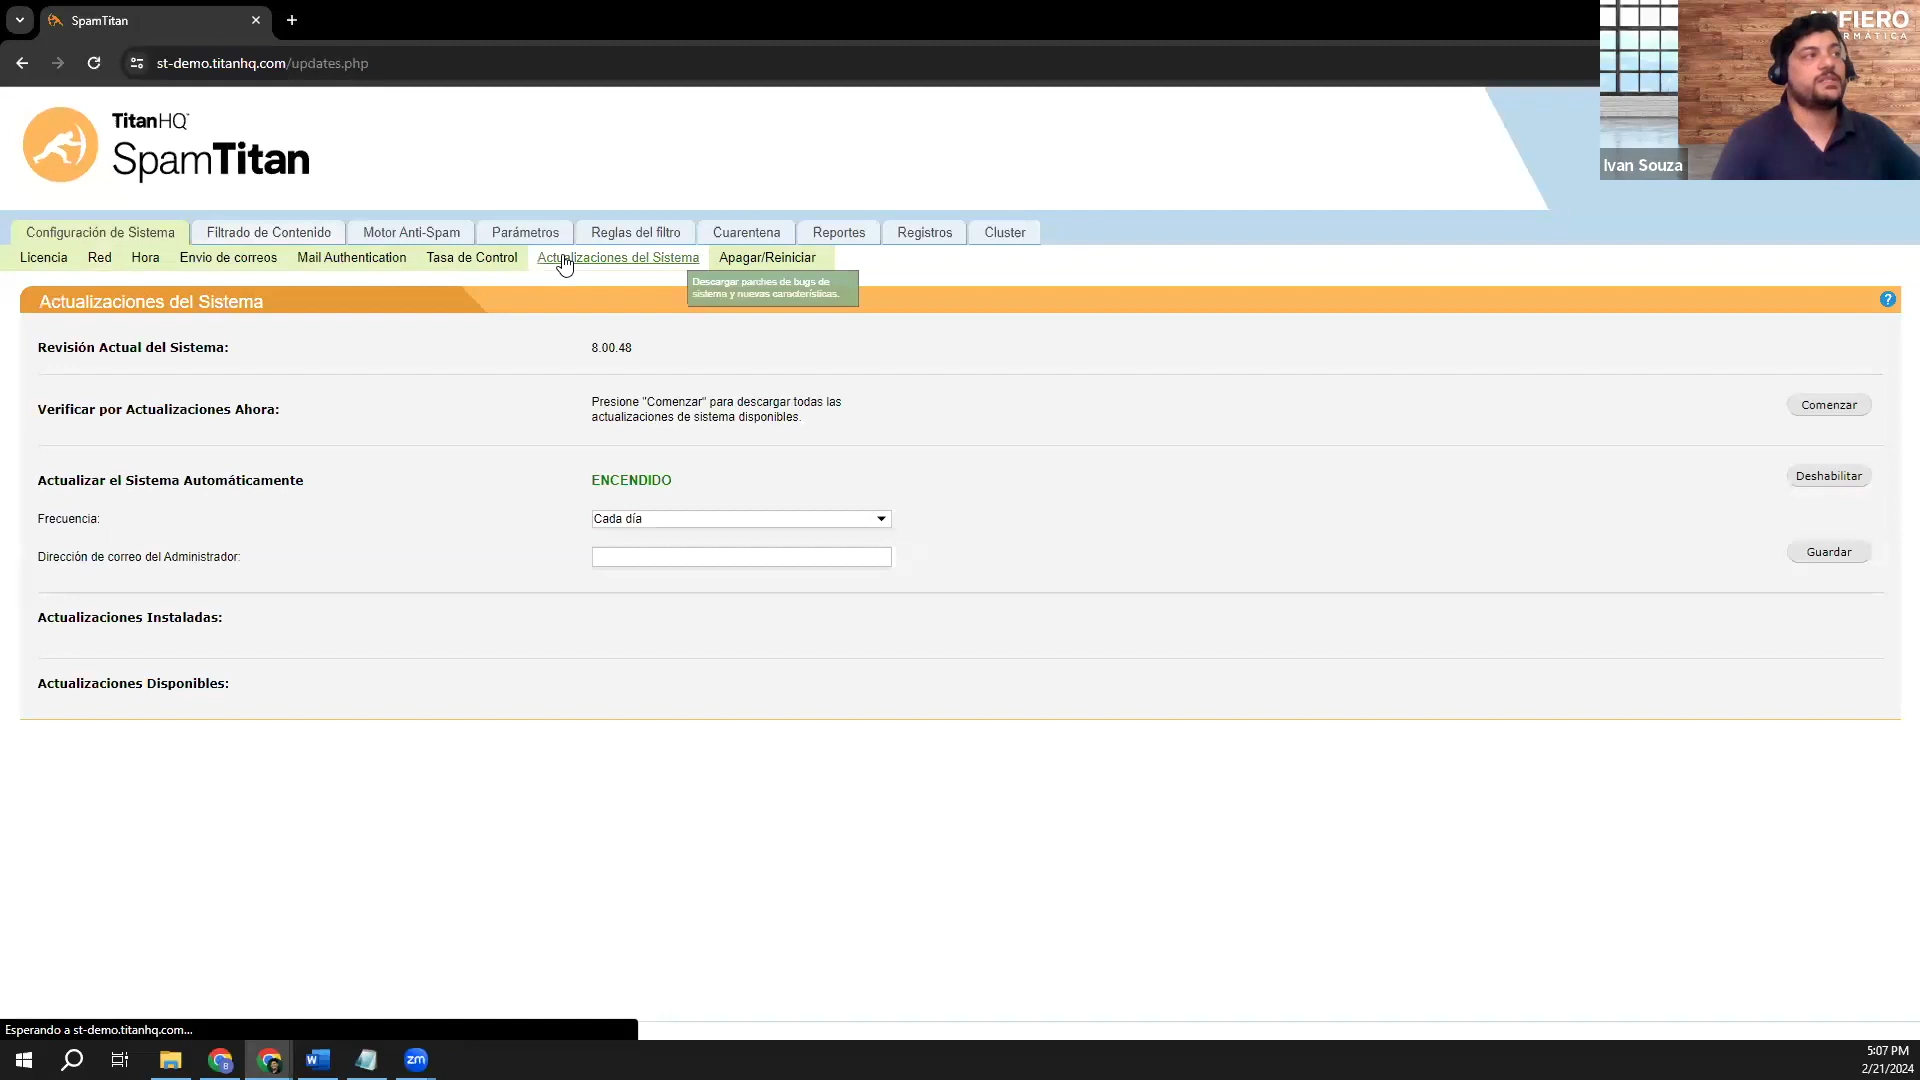 SpamTitan
st-demo.titanhq.com/updates.php
FIERO
RMÁTICA
Ivan Souza
TitanHQ
SpamTitan
Configuración de Sistema
Filtrado de Contenido
Motor Anti-Spam
Parámetros
Reglas del filtro
Cuarentena
Reportes
Registros
Cluster
Licencia
Red
Hora
Envio de correos
Mail Authentication
Tasa de Control
Actualizaciones del Sistema
Apagar/Reiniciar
Descargar parches de bugs de
sistema y nuevas características.
Actualizaciones del Sistema
?
Revisión Actual del Sistema:
8.00.48
Verificar por Actualizaciones Ahora:
Presione "Comenzar" para descargar todas las
actualizaciones de sistema disponibles.
Comenzar
Actualizar el Sistema Automáticamente
ENCENDIDO
Deshabilitar
Frecuencia:
Cada día
Dirección de correo del Administrador:
Guardar
Actualizaciones Instaladas:
Actualizaciones Disponibles:
Esperando a st-demo.titanhq.com...
zm
5:07 PM
2/21/2024